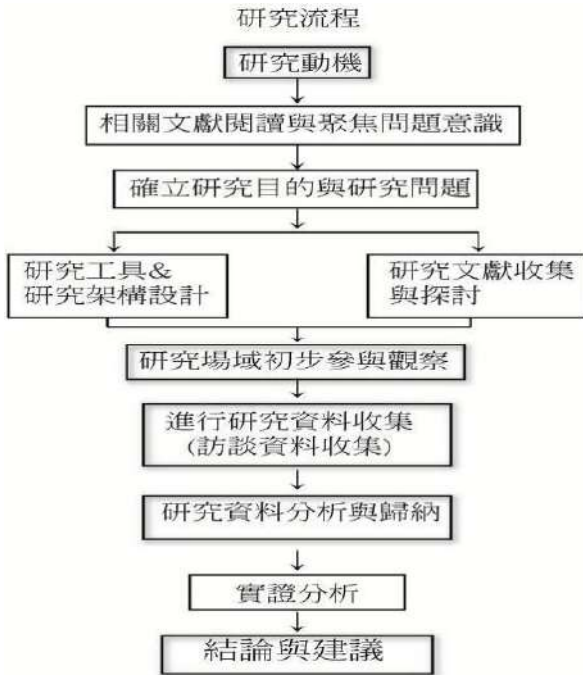 研究流程
研究動機
相關文獻閱讀與聚焦問題意識
確立研究目的與研究問題
研究工具&
研究架構設計
研究文獻收集
與探討
研究場域初步參與觀察
進行研究資料收集
(訪談資料收集)
研究資料分析與歸納
實證分析
結論與建議